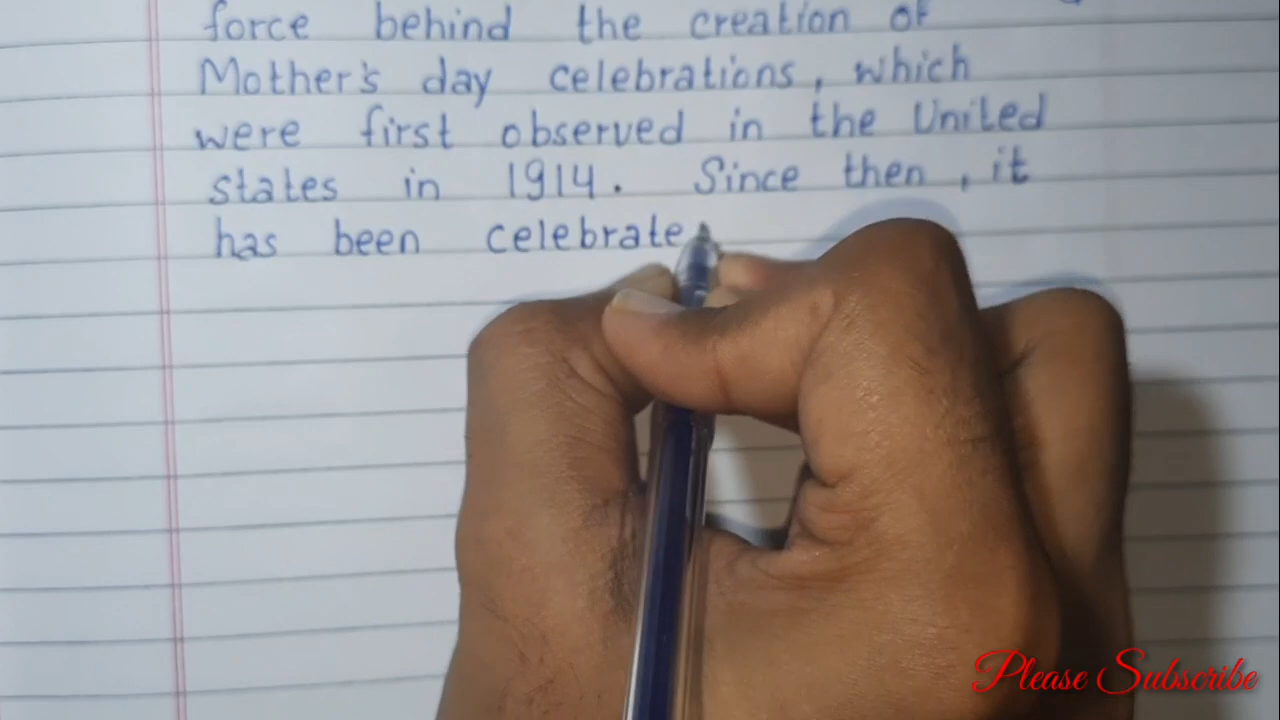 force behind the creation of
Mother's day celebrations, which
were first observed in the United
states in 1914. Since then, it
has been celebrate
Please Subscribe